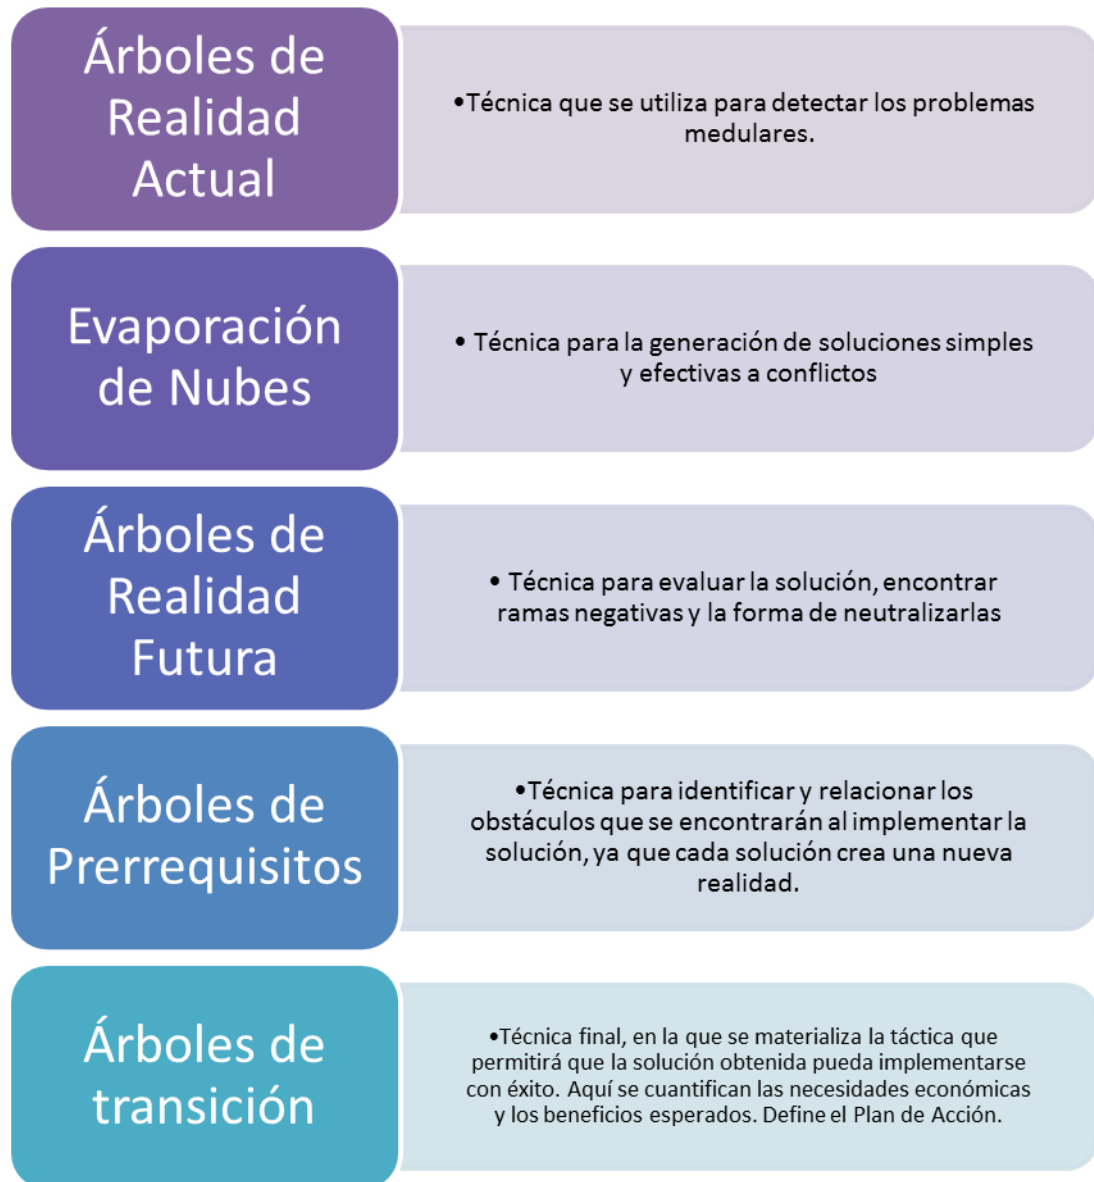 Árboles de
Realidad
Actual
•Técnica que se utiliza para detectar los problemas
medulares.
Evaporación
de Nubes
• Técnica para la generación de soluciones simples
y efectivas a conflictos
Árboles de
Realidad
Futura
• Técnica para evaluar la solución, encontrar
ramas negativas y la forma de neutralizarlas
Árboles de
Prerrequisitos
•Técnica para identificar y relacionar los
obstáculos que se encontrarán al implementar la
solución, ya que cada solución crea una nueva
realidad.
Árboles de
transición
•Técnica final, en la que se materializa la táctica que
permitirá que la solución obtenida pueda implementarse
con éxito. Aquí se cuantifican las necesidades económicas
y los beneficios esperados. Define el Plan de Acción.